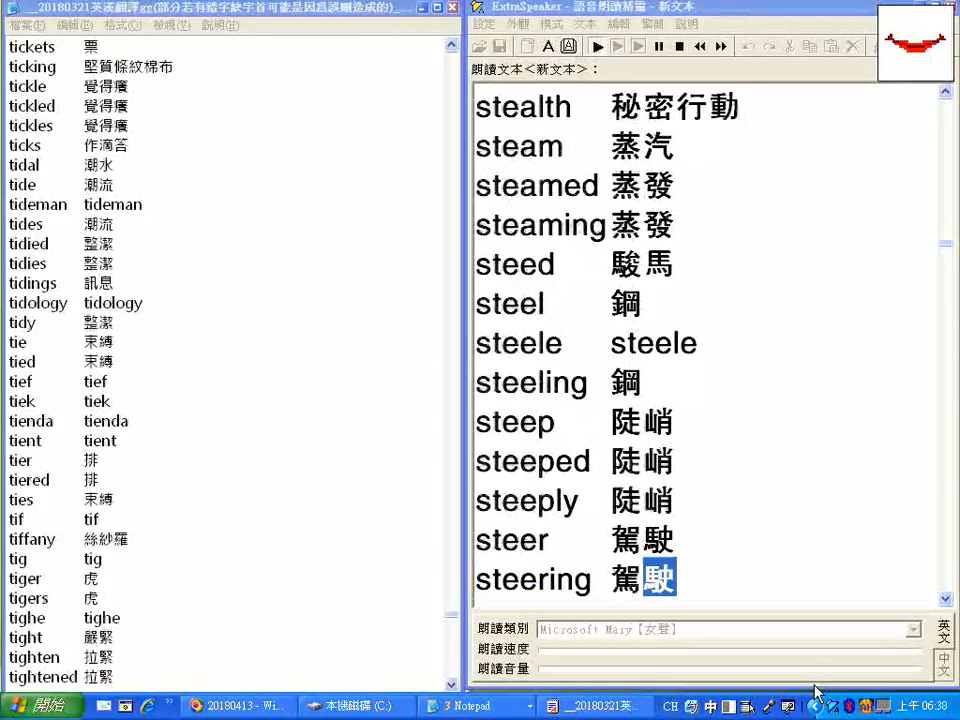 __20180321英漢翻譯gg(部分若有錯字缺字首可能是因為誤刪造成的)_...
檔案(F) 編輯(E) 格式(O) 檢視(V) 說明(H)
tickets 票
ticking 堅質條紋棉布
tickle 覺得癢
tickled 覺得癢
tickles 覺得癢
ticks 作滴答
tidal 潮水
tide 潮流
tideman tideman
tides 潮流
tidied 整潔
tidies 整潔
tidings 訊息
tidology tidology
tidy 整潔
tie 束縛
tied 束縛
tief tief
tiek tiek
tienda tienda
tient tient
tier 排
tiered 排
ties 束縛
tif tif
tiffany 絲紗羅
tig tig
tiger 虎
tigers 虎
tighe tighe
tight 嚴緊
tighten 拉緊
tightened 拉緊
ExtraSpeaker - 語音朗讀精靈 - 新文本
設定 外觀 模式 文本 編輯 繁簡 說明
朗讀文本<新文本>：
stealth 秘密行動
steam 蒸汽
steamed 蒸發
steaming 蒸發
steed 駿馬
steel 鋼
steele steele
steeling 鋼
steep 陡峭
steeped 陡峭
steeply 陡峭
steer 駕駛
steering 駕駛
朗讀類別 Microsoft Mary【女聲】
朗讀速度
朗讀音量
英文
中文
開始 20180413 - Wi... 本機磁碟 (C:) 3 Notepad __20180321英... CH 中 上午 06:38